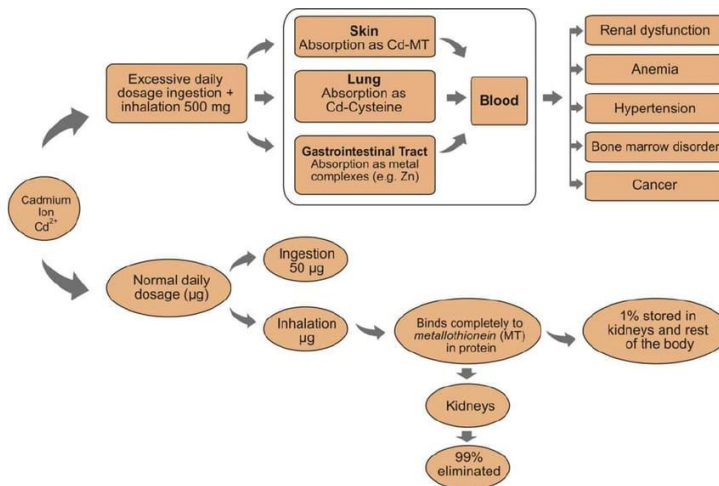 Cadmium
Ion
Cd²⁺
Excessive daily
dosage ingestion +
inhalation 500 mg
Skin
Absorption as Cd-MT
Lung
Absorption as
Cd-Cysteine
Gastrointestinal Tract
Absorption as metal
complexes (e.g. Zn)
Blood
Renal dysfunction
Anemia
Hypertension
Bone marrow disorder
Cancer
Normal daily
dosage (µg)
Ingestion
50 µg
Inhalation
µg
Binds completely to
metallothionein (MT)
in protein
1% stored in
kidneys and rest
of the body
Kidneys
99%
eliminated